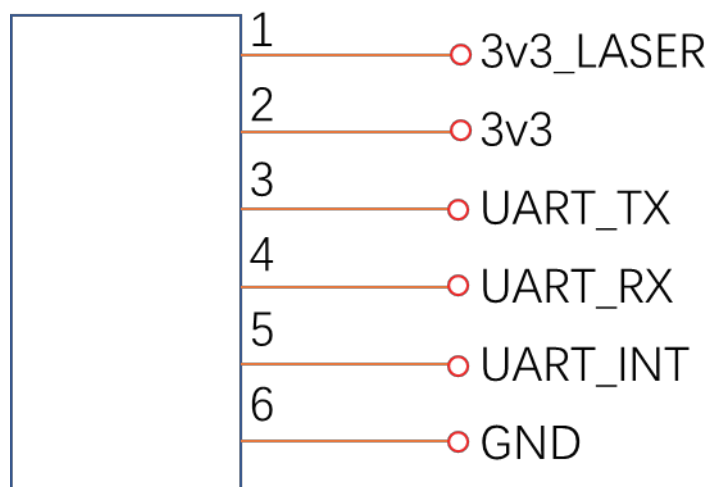 1 3v3_LASER
2 3v3
3 UART_TX
4 UART_RX
5 UART_INT
6 GND